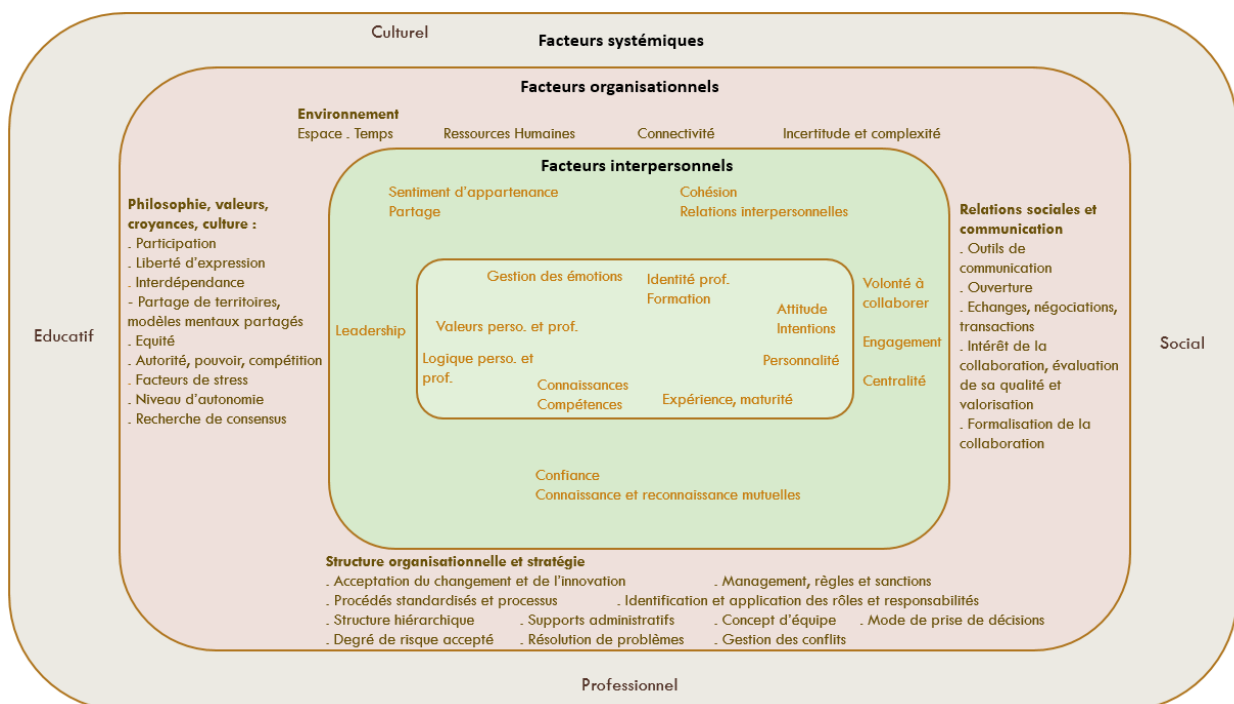 Culturel
Facteurs systémiques
Facteurs organisationnels
Environnement
Espace . Temps
Ressources Humaines
Connectivité
Incertitude et complexité
Facteurs interpersonnels
Sentiment d'appartenance
Partage
Cohésion
Relations interpersonnelles
Educatif
Philosophie, valeurs,
croyances, culture :
. Participation
. Liberté d'expression
. Interdépendance
- Partage de territoires,
modèles mentaux partagés
. Equité
. Autorité, pouvoir, compétition
. Facteurs de stress
. Niveau d'autonomie
. Recherche de consensus
Leadership
Gestion des émotions
Identité prof.
Formation
Valeurs perso. et prof.
Attitude
Intentions
Logique perso. et
prof.
Personnalité
Connaissances
Compétences
Expérience, maturité
Volonté à
collaborer
Engagement
Centralité
Relations sociales et
communication
. Outils de
communication
. Ouverture
. Echanges, négociations,
transactions
. Intérêt de la
collaboration, évaluation
de sa qualité et
valorisation
. Formalisation de la
collaboration
Social
Confiance
Connaissance et reconnaissance mutuelles
Structure organisationnelle et stratégie
. Acceptation du changement et de l'innovation
. Management, règles et sanctions
. Procédés standardisés et processus
. Identification et application des rôles et responsabilités
. Structure hiérarchique
. Supports administratifs
. Concept d'équipe
. Mode de prise de décisions
. Degré de risque accepté
. Résolution de problèmes
. Gestion des conflits
Professionnel